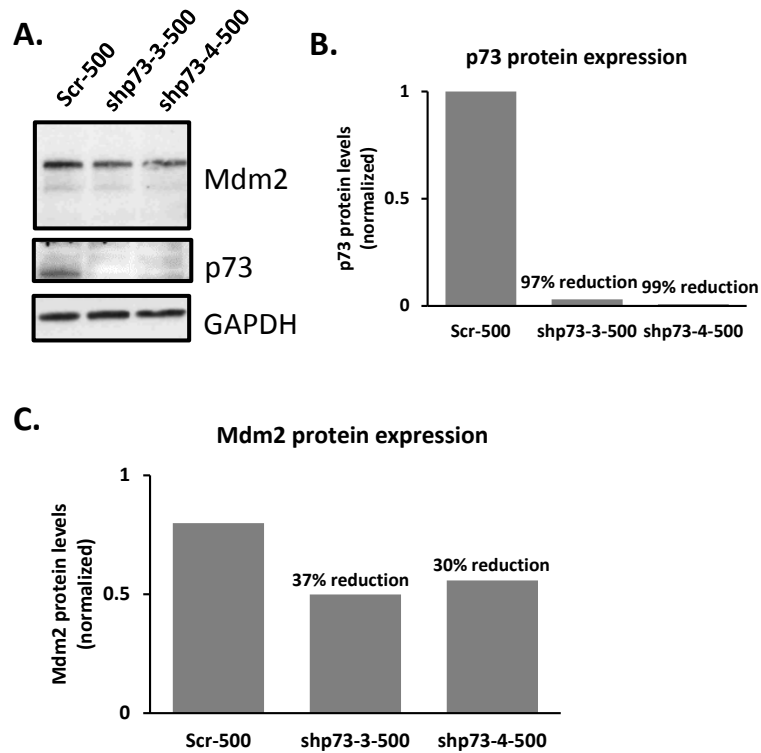 A.
Scr-500
shp73-3-500
shp73-4-500
Mdm2
p73
GAPDH
B.
p73 protein expression
p73 protein levels
(normalized)
1
0.5
0
97% reduction
99% reduction
Scr-500 shp73-3-500 shp73-4-500
C.
Mdm2 protein expression
Mdm2 protein levels
(normalized)
1
0.5
0
37% reduction
30% reduction
Scr-500 shp73-3-500 shp73-4-500